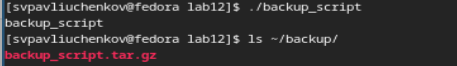 [svpavliuchenkov@fedora lab12]$ ./backup_script
backup_script
[svpavliuchenkov@fedora lab12]$ ls ~/backup/
backup_script.tar.gz